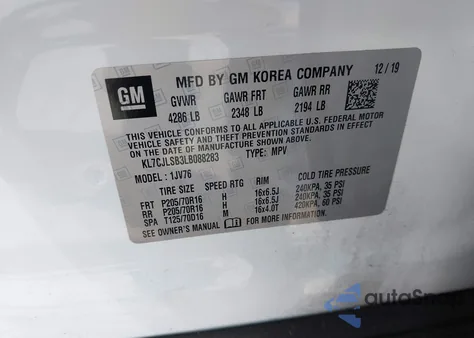 GM
MFD BY GM KOREA COMPANY 12/19
GVWR GAWR FRT GAWR RR
4286 LB 2348 LB 2194 LB
THIS VEHICLE CONFORMS TO ALL APPLICABLE U.S. FEDERAL MOTOR
VEHICLE SAFETY, BUMPER, AND THEFT PREVENTION STANDARDS
IN EFFECT ON THE DATE OF MANUFACTURE SHOWN ABOVE.
KL7CJLSB3LB088283 TYPE: MPV
MODEL: 1JV76
TIRE SIZE SPEED RTG RIM COLD TIRE PRESSURE
FRT P205/70R16 H 16x6.5J 240KPA, 35 PSI
RR P205/70R16 H 16x6.5J 240KPA, 35 PSI
SPA T125/70D16 M 16x4.0T 420KPA, 60 PSI
SEE OWNER'S MANUAL FOR MORE INFORMATION